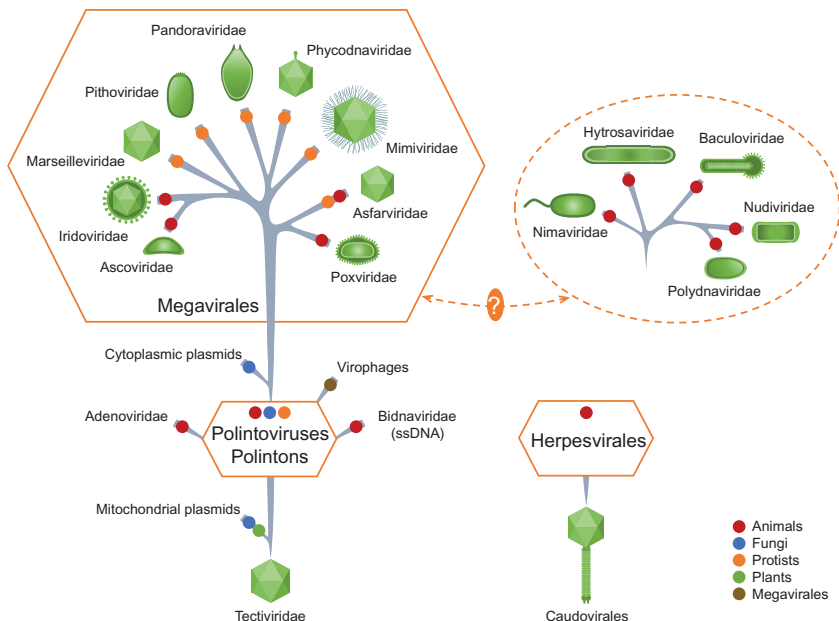 Pandoraviridae
Phycodnaviridae
Pithoviridae
Mimiviridae
Marseilleviridae
Asfarviridae
Iridoviridae
Ascoviridae
Poxviridae
Megavirales
Hytrosaviridae
Baculoviridae
Nudiviridae
Nimaviridae
Polydnaviridae
?
Cytoplasmic plasmids
Virophages
Adenoviridae
Bidnaviridae
(ssDNA)
Polintoviruses
Polintons
Herpesvirales
Mitochondrial plasmids
Tectiviridae
Caudovirales
Animals
Fungi
Protists
Plants
Megavirales